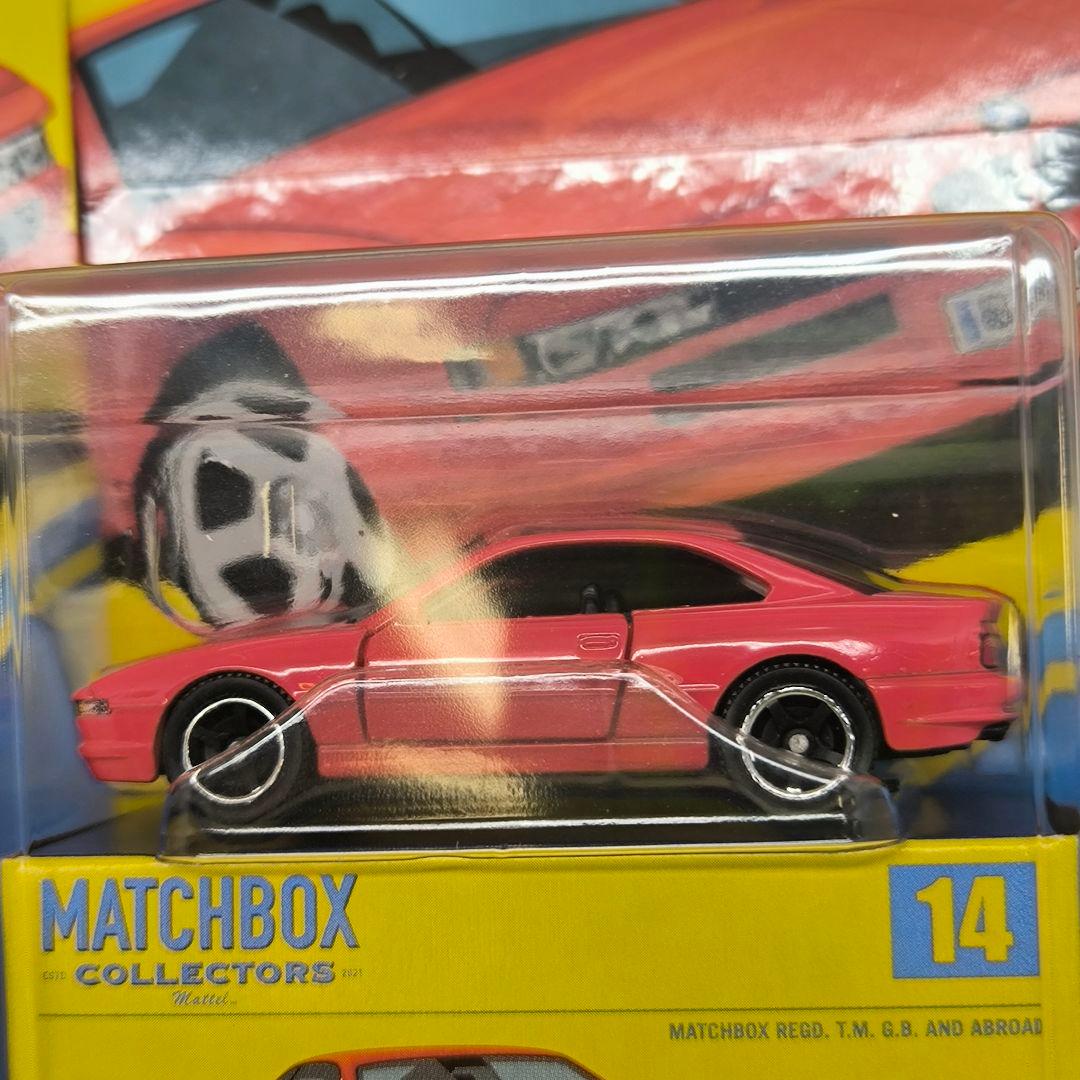 MATCHBOX
ESTD COLLECTORS 2021
Mattel
14
MATCHBOX REGD. T.M. G.B. AND ABROAD